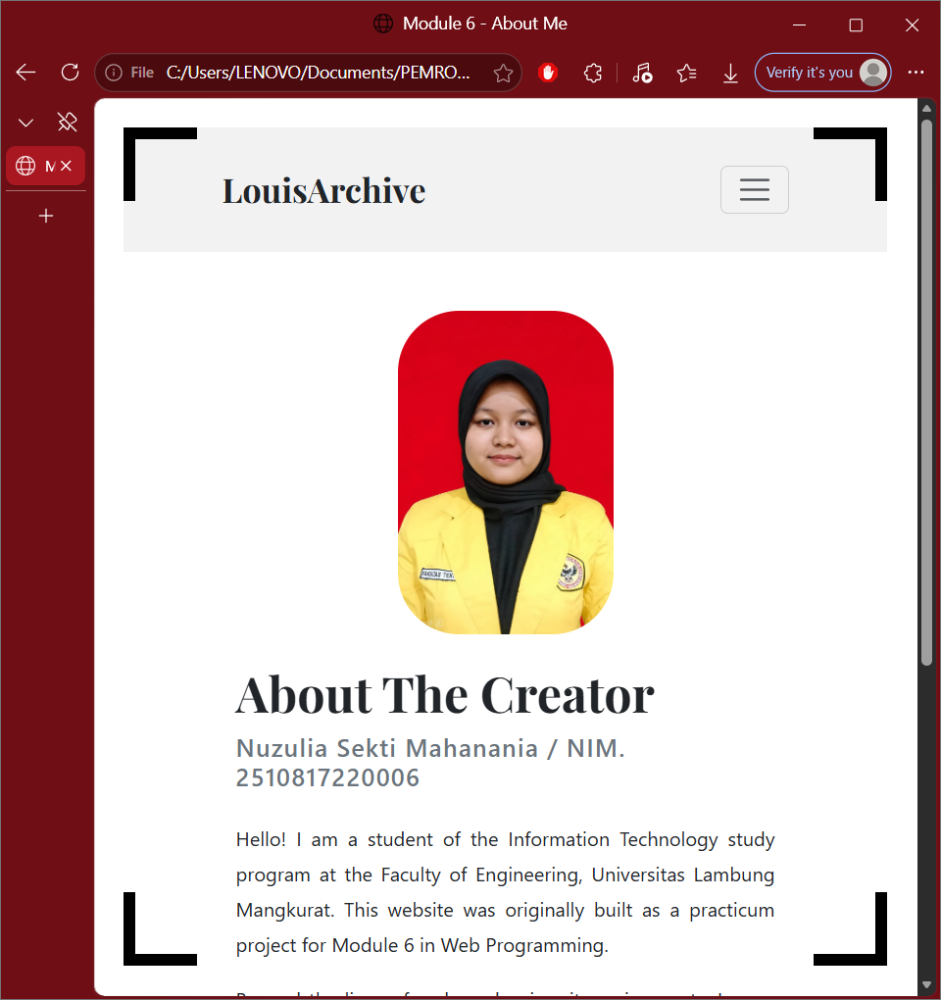 Module 6 - About Me
File C:/Users/LENOVO/Documents/PEMRO...
Verify it's you
M
LouisArchive
About The Creator
Nuzulia Sekti Mahanania / NIM.
2510817220006
Hello! I am a student of the Information Technology study
program at the Faculty of Engineering, Universitas Lambung
Mangkurat. This website was originally built as a practicum
project for Module 6 in Web Programming.